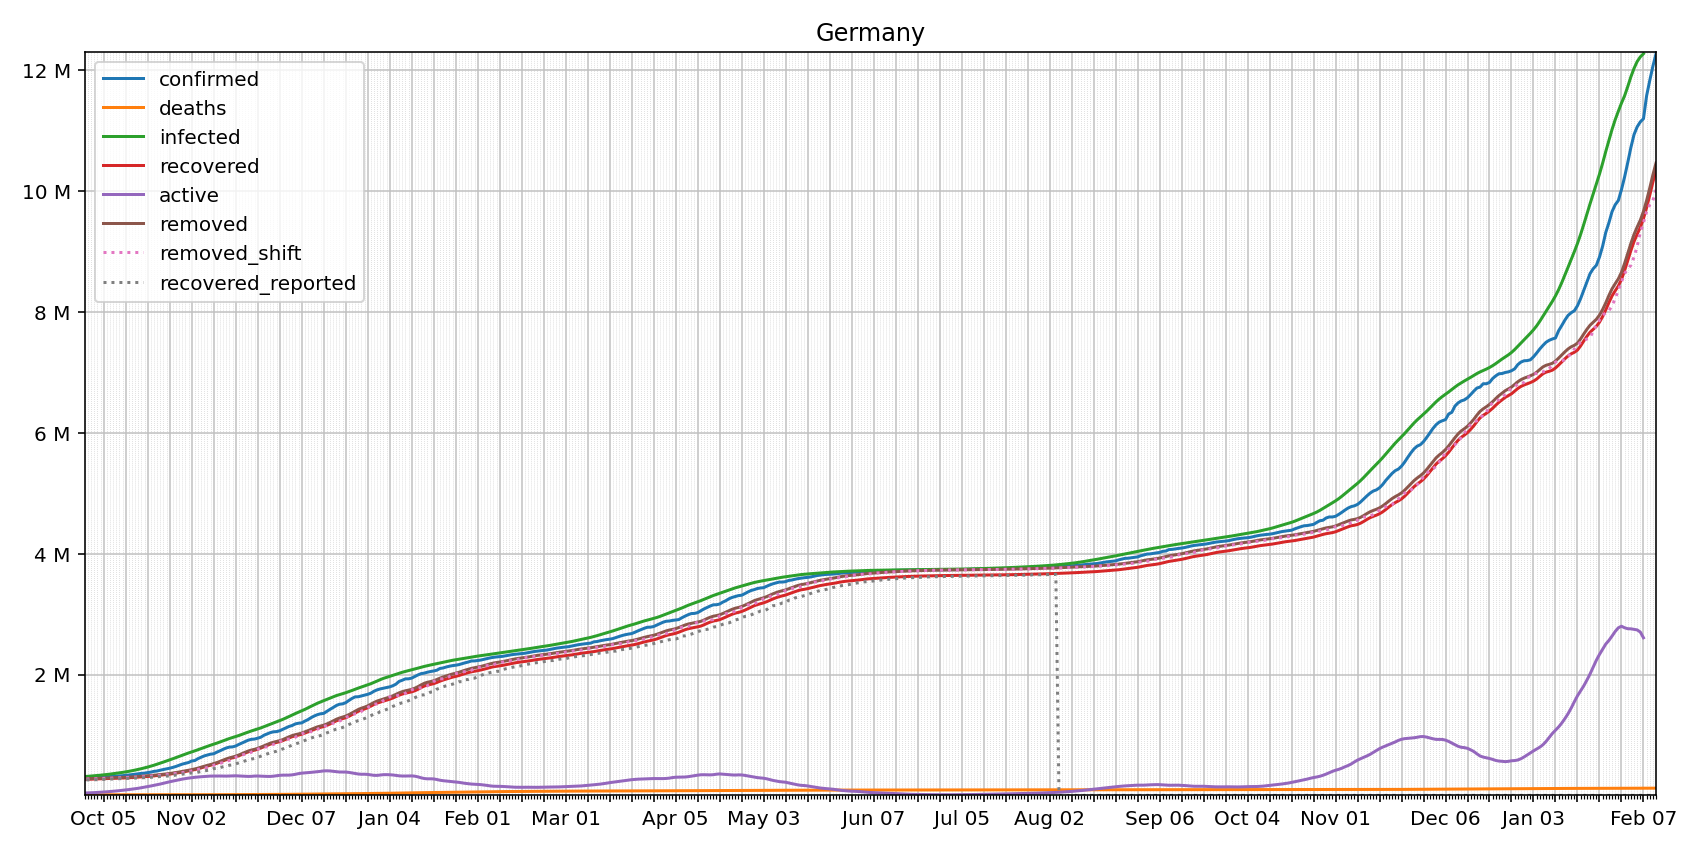 Germany
12 M
10 M
8 M
6 M
4 M
2 M
confirmed
deaths
infected
recovered
active
removed
removed_shift
recovered_reported
Oct 05 Nov 02 Dec 07 Jan 04 Feb 01 Mar 01 Apr 05 May 03 Jun 07 Jul 05 Aug 02 Sep 06 Oct 04 Nov 01 Dec 06 Jan 03 Feb 07